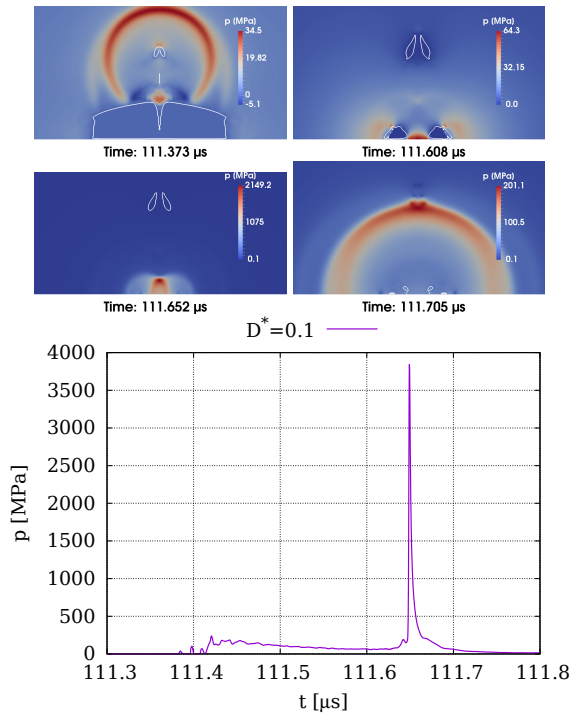 p (MPa)
34.5
19.82
0
-5.1
Time: 111.373 µs
p (MPa)
64.3
32.15
0.0
Time: 111.608 µs
p (MPa)
2149.2
1075
0.1
Time: 111.652 µs
p (MPa)
201.1
100.5
0.1
Time: 111.705 µs
D*=0.1
4000
3500
3000
2500
2000
1500
1000
500
0
p [MPa]
111.3 111.4 111.5 111.6 111.7 111.8
t [µs]